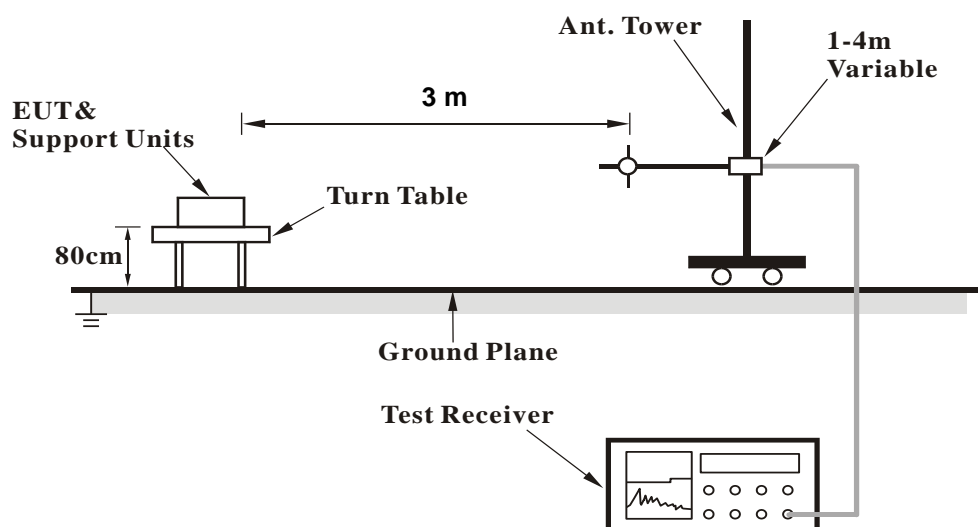 Ant. Tower
1-4m
Variable
3 m
EUT&
Support Units
Turn Table
80cm
Ground Plane
Test Receiver